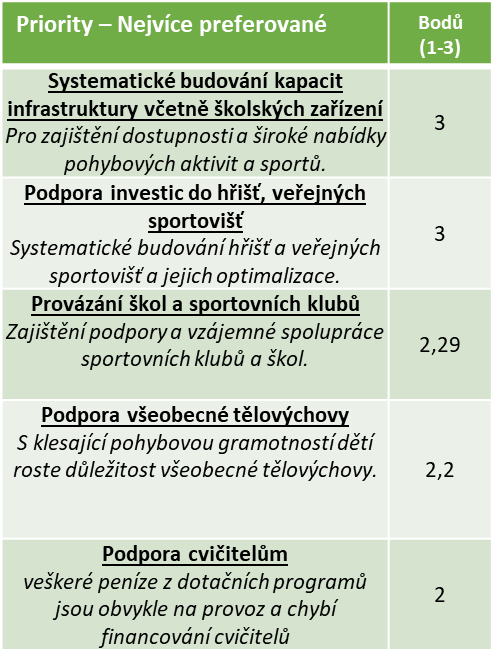 Priority – Nejvíce preferované
Bodů
(1-3)
Systematické budování kapacit
infrastruktury včetně školských zařízení
Pro zajištění dostupnosti a široké nabídky
pohybových aktivit a sportů.
3
Podpora investic do hřišť, veřejných
sportovišť
Systematické budování hřišť a veřejných
sportovišť a jejich optimalizace.
3
Provázání škol a sportovních klubů
Zajištění podpory a vzájemné spolupráce
sportovních klubů a škol.
2,29
Podpora všeobecné tělovýchovy
S klesající pohybovou gramotností dětí
roste důležitost všeobecné tělovýchovy.
2,2
Podpora cvičitelům
veškeré peníze z dotačních programů
jsou obvykle na provoz a chybí
financování cvičitelů
2